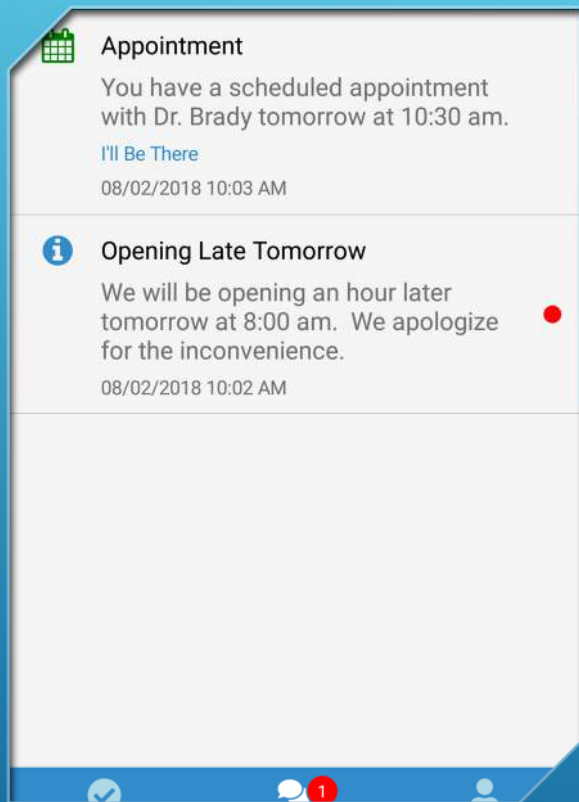 Appointment
You have a scheduled appointment
with Dr. Brady tomorrow at 10:30 am.
I'll Be There
08/02/2018 10:03 AM
Opening Late Tomorrow
We will be opening an hour later
tomorrow at 8:00 am.  We apologize
for the inconvenience.
08/02/2018 10:02 AM
1